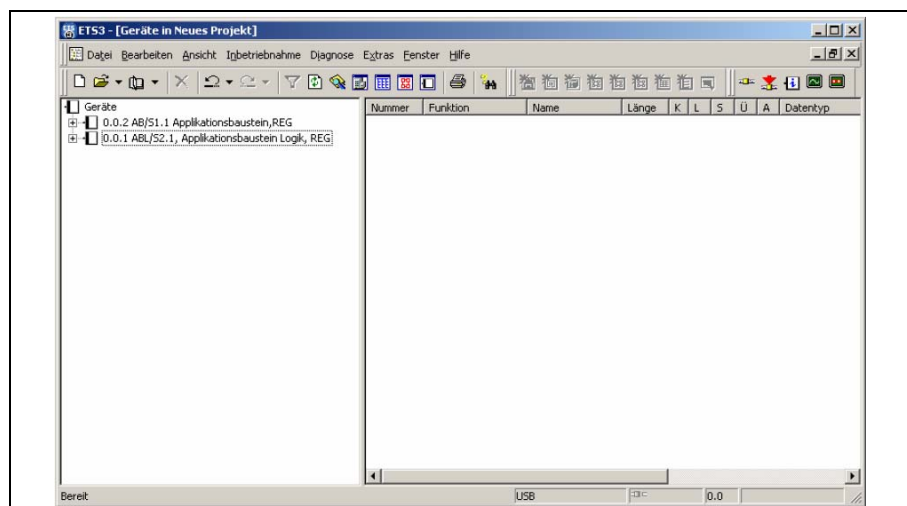 ETS3 - [Geräte in Neues Projekt]
Datei Bearbeiten Ansicht Inbetriebnahme Diagnose Extras Fenster Hilfe
Geräte
0.0.2 AB/S1.1 Applikationsbaustein,REG
0.0.1 ABL/S2.1, Applikationsbaustein Logik, REG
Nummer Funktion Name Länge K L S Ü A Datentyp
Bereit USB 0.0